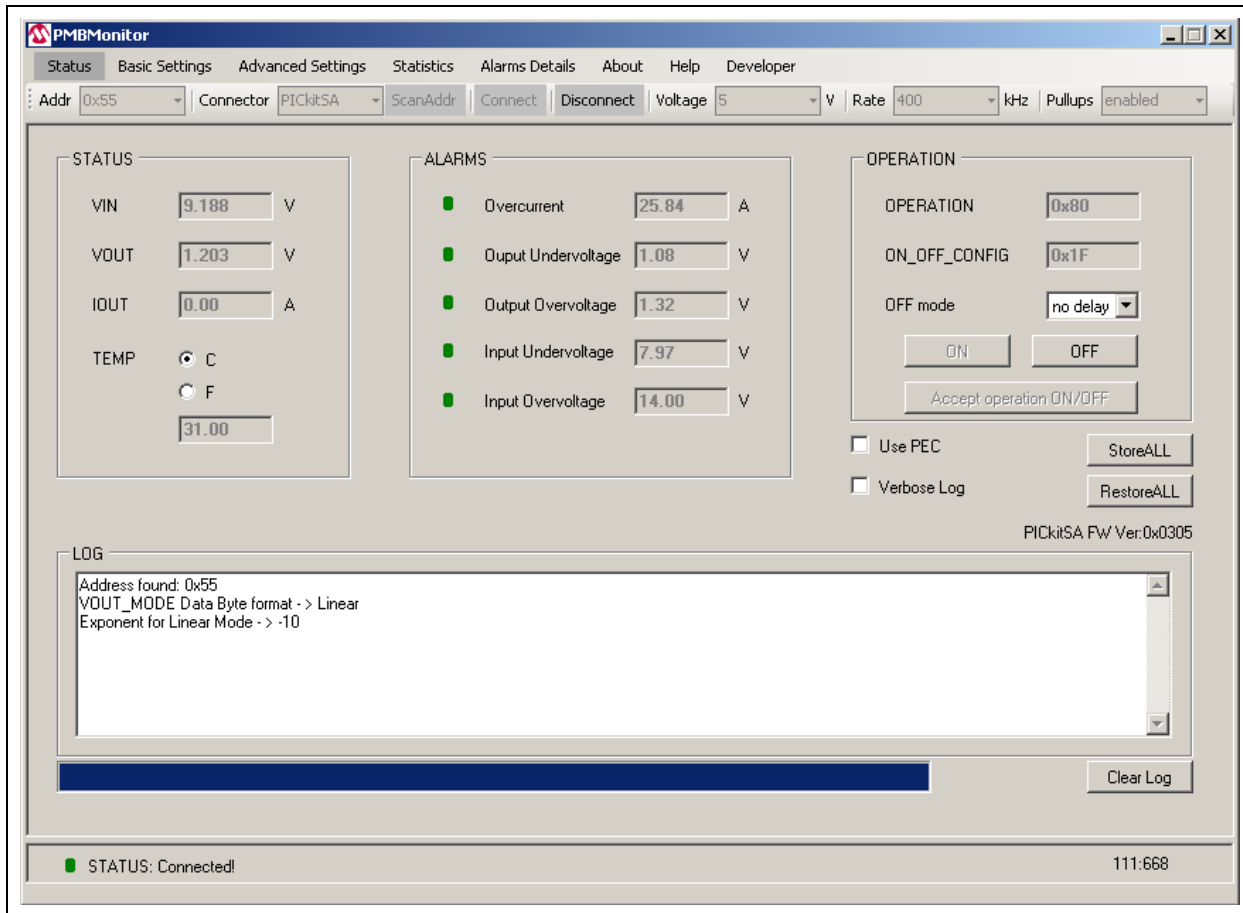 PMBMonitor
Status Basic Settings Advanced Settings Statistics Alarms Details About Help Developer
Addr 0x55 Connector PICkitSA ScanAddr Connect Disconnect Voltage 5 V Rate 400 kHz Pullups enabled
STATUS
VIN 9.188 V
VOUT 1.203 V
IOUT 0.00 A
TEMP C
F
31.00
ALARMS
Overcurrent 25.84 A
Ouput Undervoltage 1.08 V
Output Overvoltage 1.32 V
Input Undervoltage 7.97 V
Input Overvoltage 14.00 V
OPERATION
OPERATION 0x80
ON_OFF_CONFIG 0x1F
OFF mode no delay
ON OFF
Accept operation ON/OFF
Use PEC StoreALL
Verbose Log RestoreALL
PICkitSA FW Ver:0x0305
LOG
Address found: 0x55
VOUT_MODE Data Byte format - > Linear
Exponent for Linear Mode - > -10
Clear Log
STATUS: Connected! 111:668